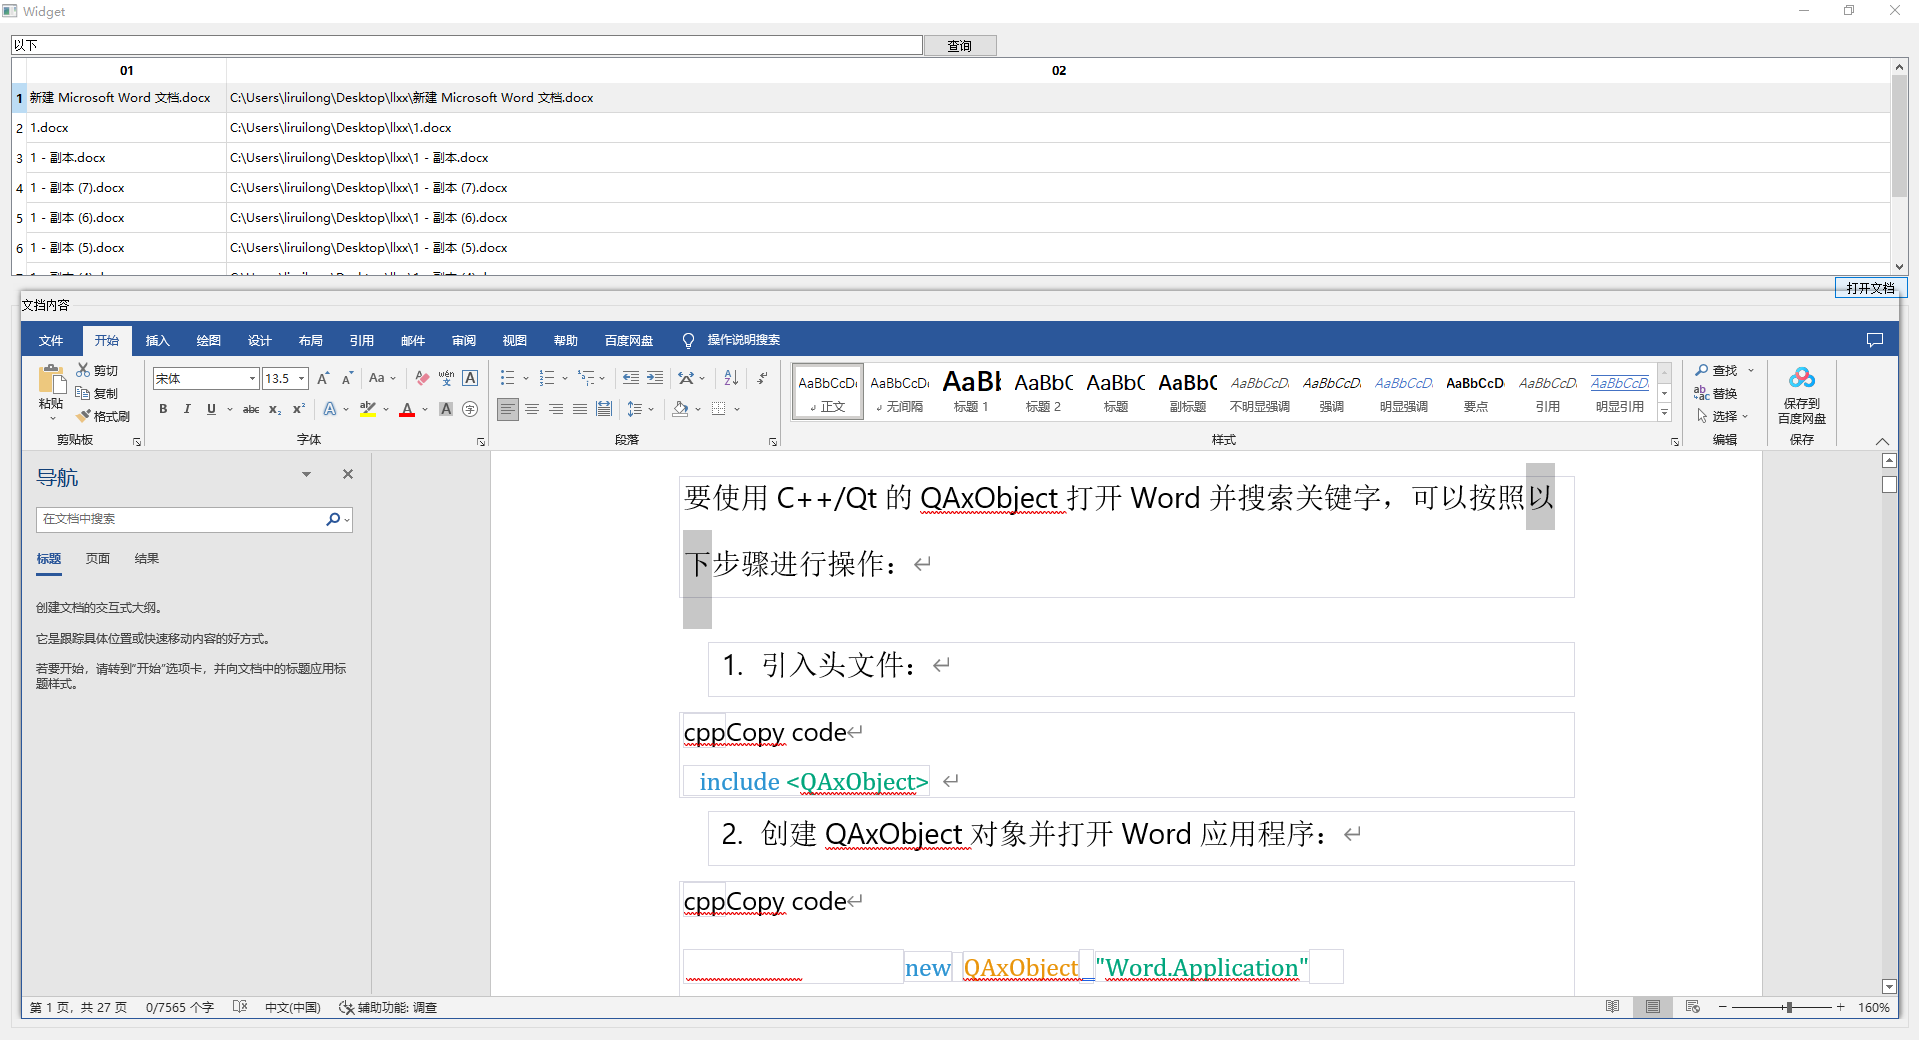 Widget
以下
查询
01 02
1 新建 Microsoft Word 文档.docx C:\Users\liruilong\Desktop\llxx\新建 Microsoft Word 文档.docx
2 1.docx C:\Users\liruilong\Desktop\llxx\1.docx
3 1 - 副本.docx C:\Users\liruilong\Desktop\llxx\1 - 副本.docx
4 1 - 副本 (7).docx C:\Users\liruilong\Desktop\llxx\1 - 副本 (7).docx
5 1 - 副本 (6).docx C:\Users\liruilong\Desktop\llxx\1 - 副本 (6).docx
6 1 - 副本 (5).docx C:\Users\liruilong\Desktop\llxx\1 - 副本 (5).docx
打开文档
文档内容
文件 开始 插入 绘图 设计 布局 引用 邮件 审阅 视图 帮助 百度网盘 操作说明搜索
粘贴
剪切
复制
格式刷
剪贴板
宋体 13.5
Aa
wén
A
B I U abc x₂ x²
字体
段落
AaBbCcDı AaBbCcDı AaBb AaBbC AaBbC AaBbC AaBbCcDı AaBbCcDı AaBbCcDı AaBbCcD AaBbCcDı AaBbCcDı
正文 无间隔 标题 1 标题 2 标题 副标题 不明显强调 强调 明显强调 要点 引用 明显引用
样式
查找
替换
选择
编辑
保存到
百度网盘
保存
导航
在文档中搜索
标题 页面 结果
创建文档的交互式大纲。
它是跟踪具体位置或快速移动内容的好方式。
若要开始，请转到"开始"选项卡，并向文档中的标题应用标
题样式。
要使用 C++/Qt 的 QAxObject 打开 Word 并搜索关键字，可以按照以
下步骤进行操作：
1. 引入头文件：
cppCopy code
include <QAxObject>
2. 创建 QAxObject 对象并打开 Word 应用程序：
cppCopy code
new QAxObject "Word.Application"
第 1 页，共 27 页 0/7565 个字 中文(中国) 辅助功能: 调查 160%